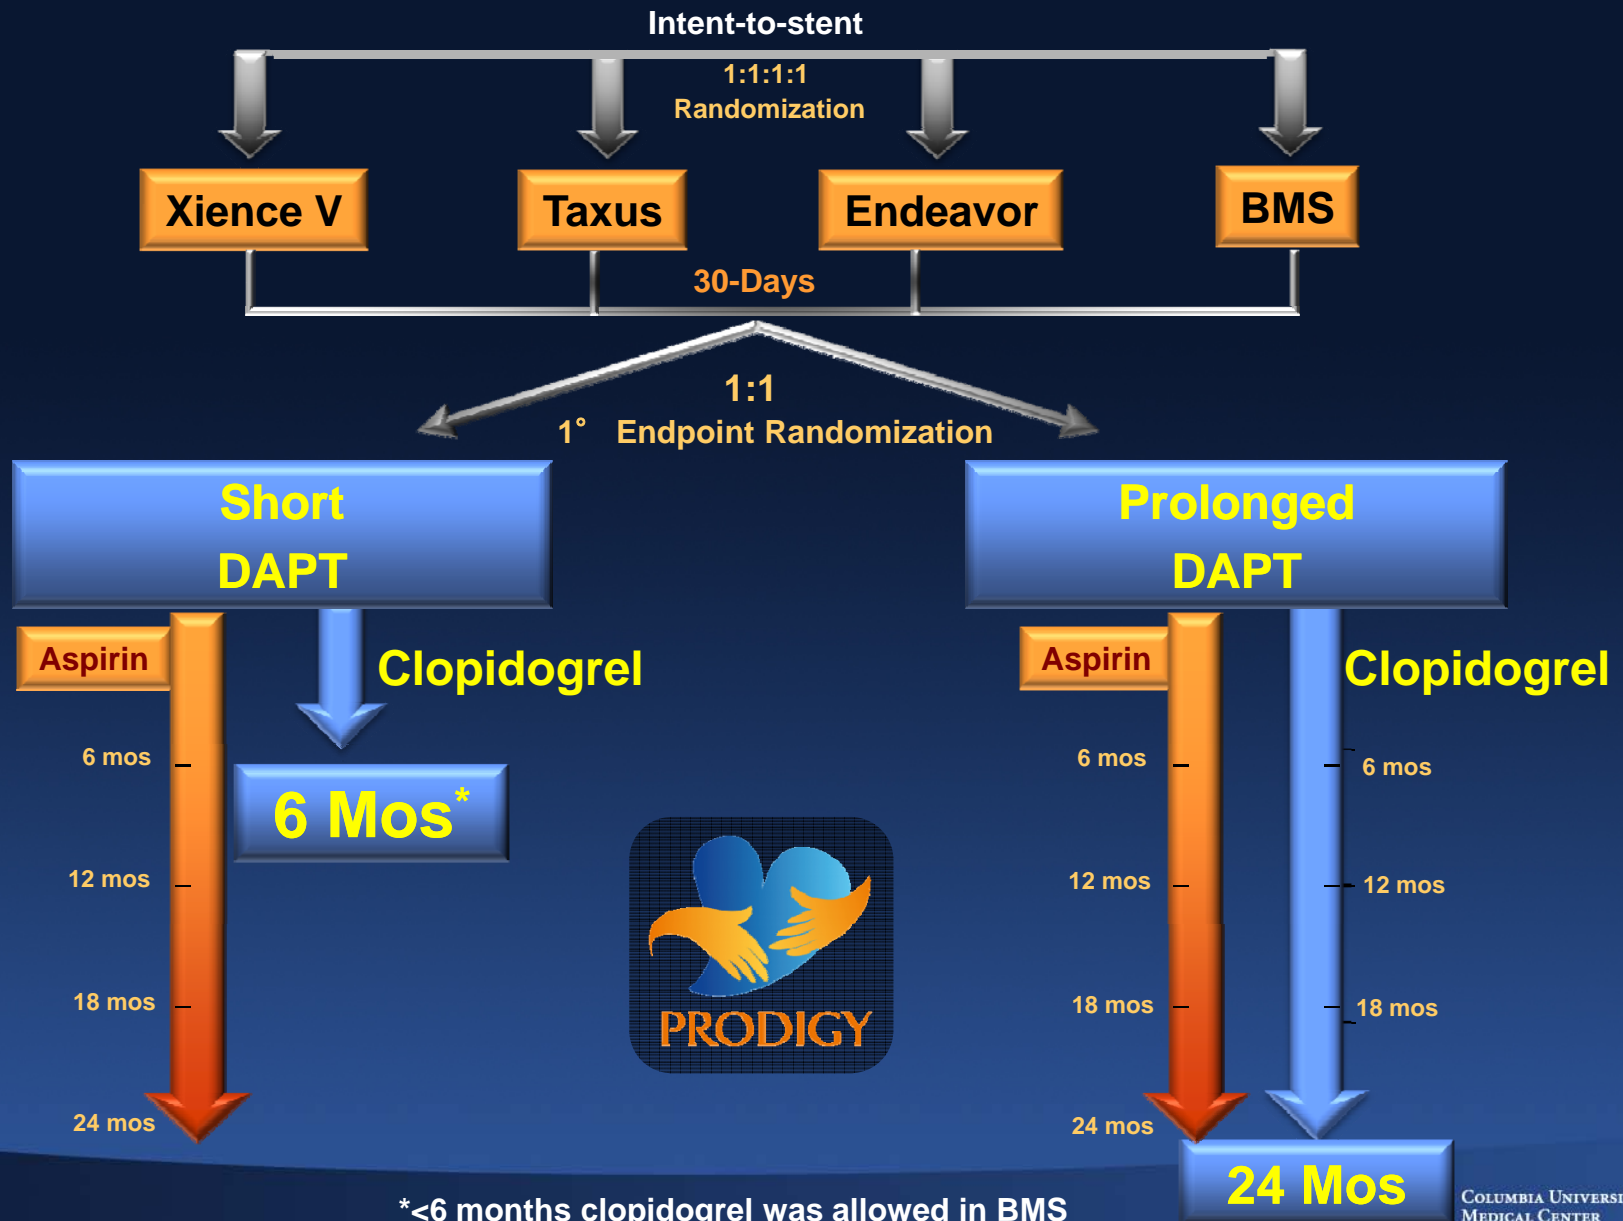 Intent-to-stent
1:1:1:1
Randomization
Xience V
Taxus
Endeavor
BMS
30-Days
1:1
1° Endpoint Randomization
Short
DAPT
Prolonged
DAPT
Aspirin
Clopidogrel
Aspirin
Clopidogrel
6 mos
6 Mos*
12 mos
18 mos
24 mos
6 mos
6 mos
12 mos
12 mos
18 mos
18 mos
24 mos
24 Mos
PRODIGY
*<6 months clopidogrel was allowed in BMS
COLUMBIA
MEDICAL CENTER